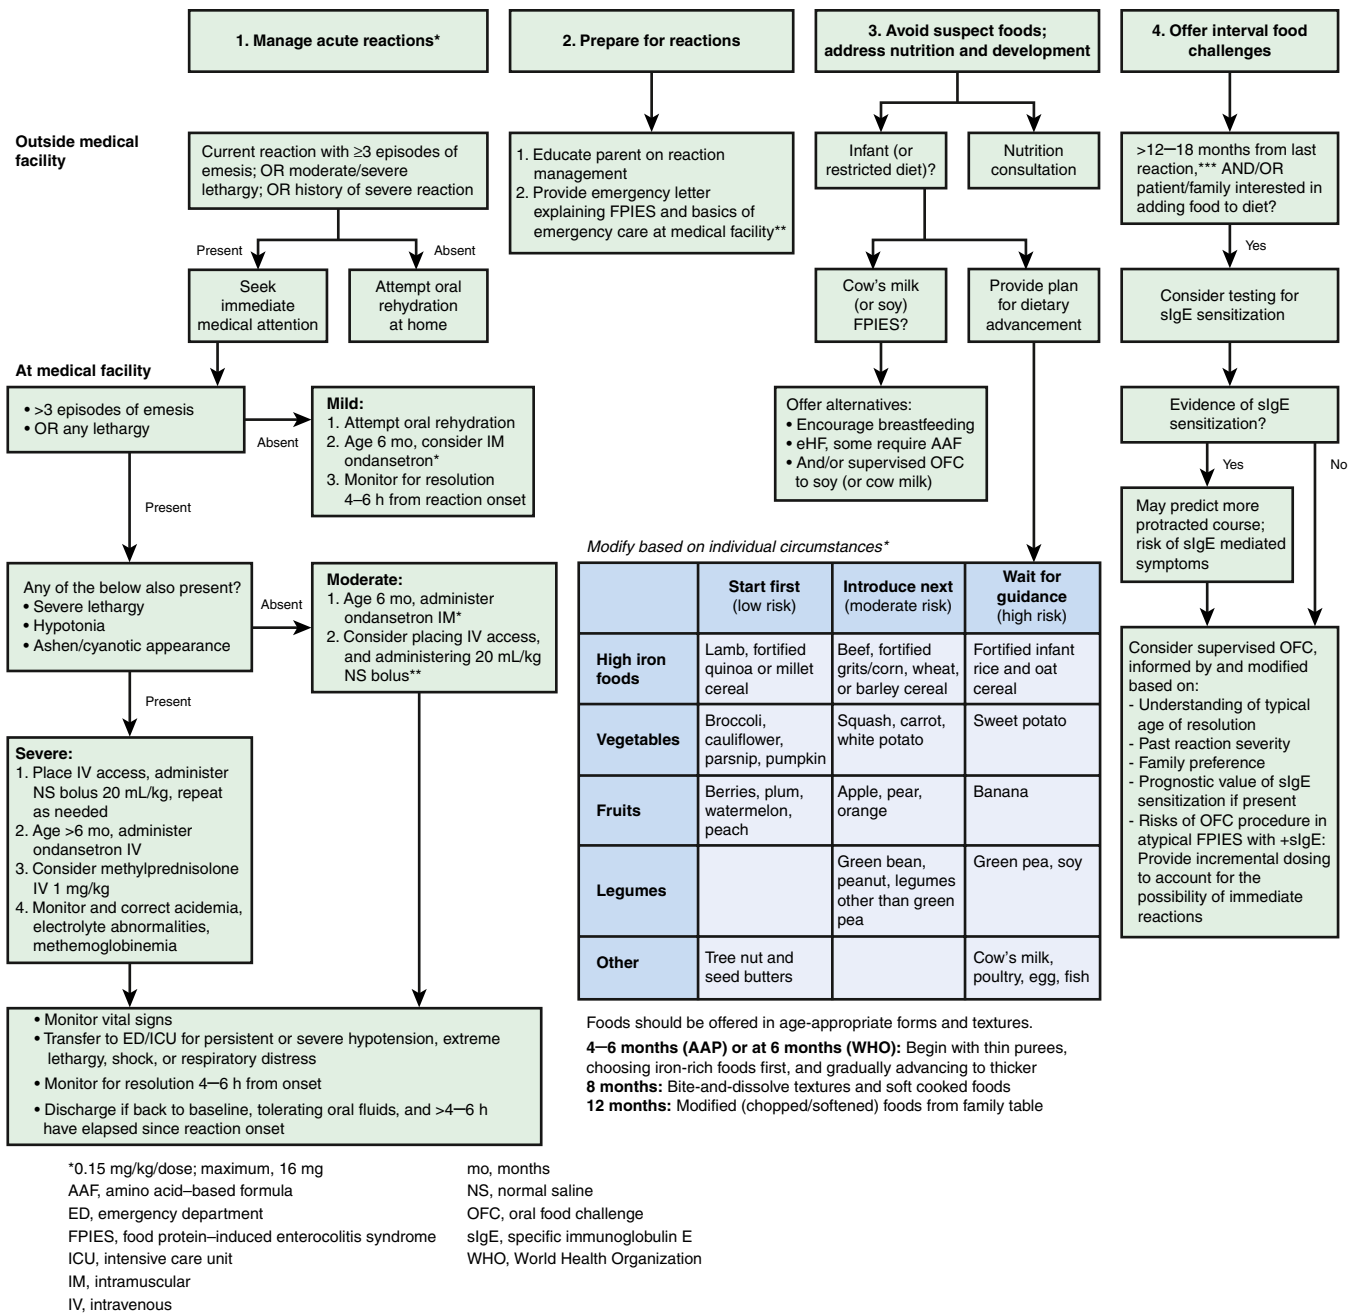 1. Manage acute reactions*
2. Prepare for reactions
3. Avoid suspect foods;
address nutrition and development
4. Offer interval food
challenges
Outside medical
facility
Current reaction with ≥3 episodes of
emesis; OR moderate/severe
lethargy; OR history of severe reaction
Present
Absent
Seek
immediate
medical attention
Attempt oral
rehydration
at home
At medical facility
• >3 episodes of emesis
• OR any lethargy
Absent
Mild:
1. Attempt oral rehydration
2. Age 6 mo, consider IM
ondansetron*
3. Monitor for resolution
4–6 h from reaction onset
Present
Any of the below also present?
• Severe lethargy
• Hypotonia
• Ashen/cyanotic appearance
Absent
Moderate:
1. Age 6 mo, administer
ondansetron IM*
2. Consider placing IV access,
and administering 20 mL/kg
NS bolus**
Present
Severe:
1. Place IV access, administer
NS bolus 20 mL/kg, repeat
as needed
2. Age >6 mo, administer
ondansetron IV
3. Consider methylprednisolone
IV 1 mg/kg
4. Monitor and correct acidemia,
electrolyte abnormalities,
methemoglobinemia
• Monitor vital signs
• Transfer to ED/ICU for persistent or severe hypotension, extreme
lethargy, shock, or respiratory distress
• Monitor for resolution 4–6 h from onset
• Discharge if back to baseline, tolerating oral fluids, and >4–6 h
have elapsed since reaction onset
1. Educate parent on reaction
management
2. Provide emergency letter
explaining FPIES and basics of
emergency care at medical facility**
Infant (or
restricted diet)?
Nutrition
consultation
Cow's milk
(or soy)
FPIES?
Provide plan
for dietary
advancement
Offer alternatives:
• Encourage breastfeeding
• eHF, some require AAF
• And/or supervised OFC
to soy (or cow milk)
Modify based on individual circumstances*
Start first
(low risk)
Introduce next
(moderate risk)
Wait for
guidance
(high risk)
High iron
foods
Lamb, fortified
quinoa or millet
cereal
Beef, fortified
grits/corn, wheat,
or barley cereal
Fortified infant
rice and oat
cereal
Vegetables
Broccoli,
cauliflower,
parsnip, pumpkin
Squash, carrot,
white potato
Sweet potato
Fruits
Berries, plum,
watermelon,
peach
Apple, pear,
orange
Banana
Legumes
Green bean,
peanut, legumes
other than green
pea
Green pea, soy
Other
Tree nut and
seed butters
Cow's milk,
poultry, egg, fish
Foods should be offered in age-appropriate forms and textures.
4–6 months (AAP) or at 6 months (WHO): Begin with thin purees,
choosing iron-rich foods first, and gradually advancing to thicker
8 months: Bite-and-dissolve textures and soft cooked foods
12 months: Modified (chopped/softened) foods from family table
>12–18 months from last
reaction,*** AND/OR
patient/family interested in
adding food to diet?
Yes
Consider testing for
sIgE sensitization
Evidence of sIgE
sensitization?
Yes
No
May predict more
protracted course;
risk of sIgE mediated
symptoms
Consider supervised OFC,
informed by and modified
based on:
- Understanding of typical
age of resolution
- Past reaction severity
- Family preference
- Prognostic value of sIgE
sensitization if present
- Risks of OFC procedure in
atypical FPIES with +sIgE:
Provide incremental dosing
to account for the
possibility of immediate
reactions
*0.15 mg/kg/dose; maximum, 16 mg
AAF, amino acid–based formula
ED, emergency department
FPIES, food protein–induced enterocolitis syndrome
ICU, intensive care unit
IM, intramuscular
IV, intravenous
mo, months
NS, normal saline
OFC, oral food challenge
sIgE, specific immunoglobulin E
WHO, World Health Organization